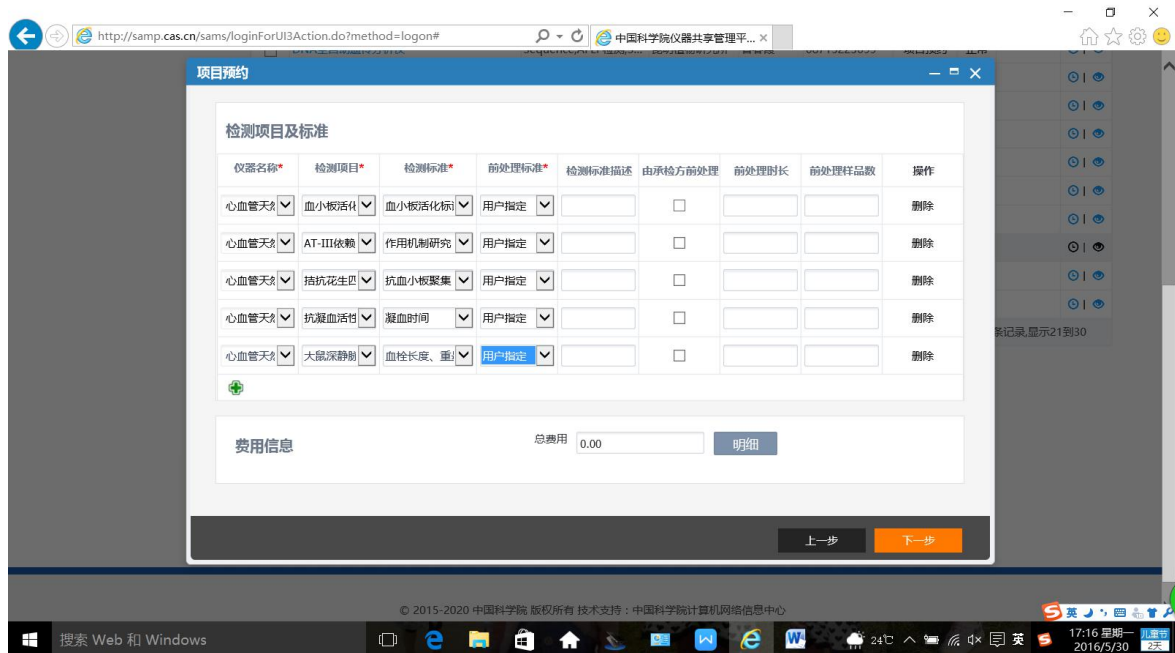 http://samp.cas.cn/sams/loginForUI3Action.do?method=logon#
中国科学院仪器共享管理平... ×
项目预约
检测项目及标准
仪器名称* 检测项目* 检测标准* 前处理标准* 检测标准描述 由承检方前处理 前处理时长 前处理样品数 操作
心血管天 血小板活化 血小板活化标 用户指定 删除
心血管天 AT-III依赖 作用机制研究 用户指定 删除
心血管天 拮抗花生四 抗血小板聚集 用户指定 删除
心血管天 抗凝血活性 凝血时间 用户指定 删除
心血管天 大鼠深静脉 血栓长度、重 用户指定 删除
条记录,显示21到30
费用信息 总费用 0.00 明细
上一步 下一步
© 2015-2020 中国科学院 版权所有 技术支持：中国科学院计算机网络信息中心
英
搜索 Web 和 Windows
24℃ 英 17:16 星期一 儿童节
2016/5/30 2天